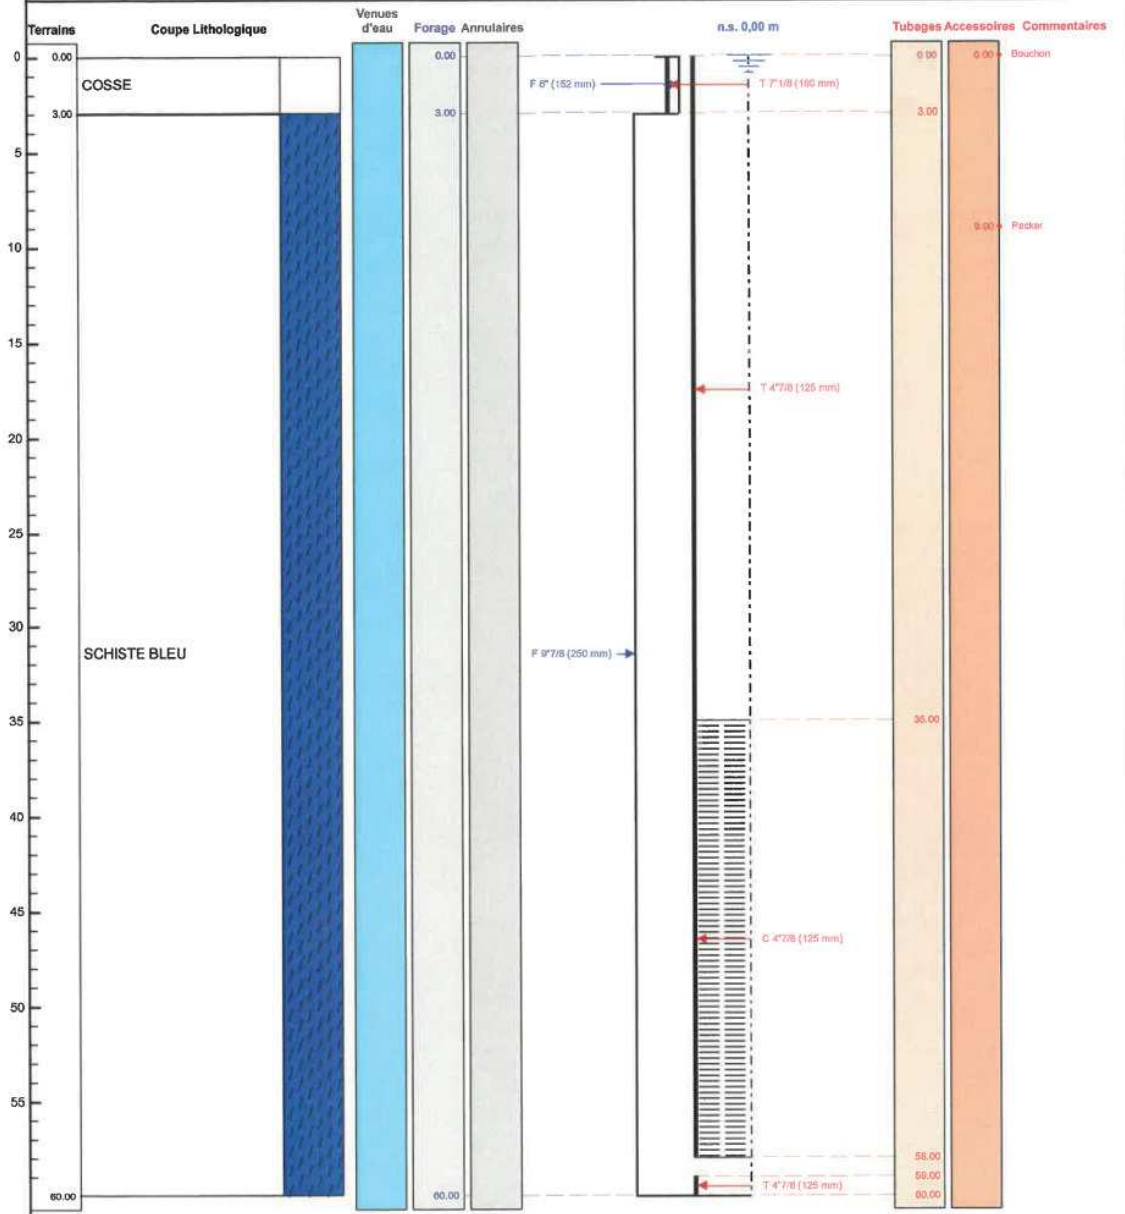 Terrains
Coupe Lithologique
Venues
d'eau
Forage
Annulaires
n.s. 0,00 m
Tubages
Accessoires
Commentaires
0
0.00
0.00
0.00
0.00
Bouchon
COSSE
F 6" (152 mm)
T 7"1/8 (180 mm)
3.00
3.00
3.00
5
9.00
Packer
10
15
T 4"7/8 (125 mm)
20
25
30
SCHISTE BLEU
F 9"7/8 (250 mm)
35
35.00
40
45
C 4"7/8 (125 mm)
50
55
58.00
59.00
T 4"7/8 (125 mm)
60.00
60.00
60.00